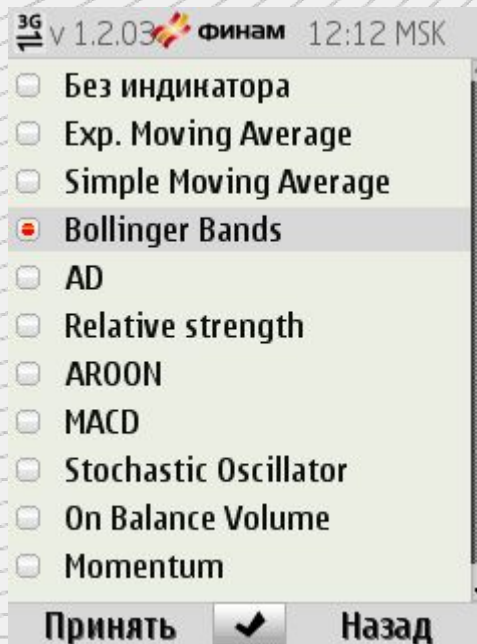 3G v 1.2.03 финам 12:12 MSK
Без индикатора
Exp. Moving Average
Simple Moving Average
Bollinger Bands
AD
Relative strength
AROON
MACD
Stochastic Oscillator
On Balance Volume
Momentum
Принять Назад